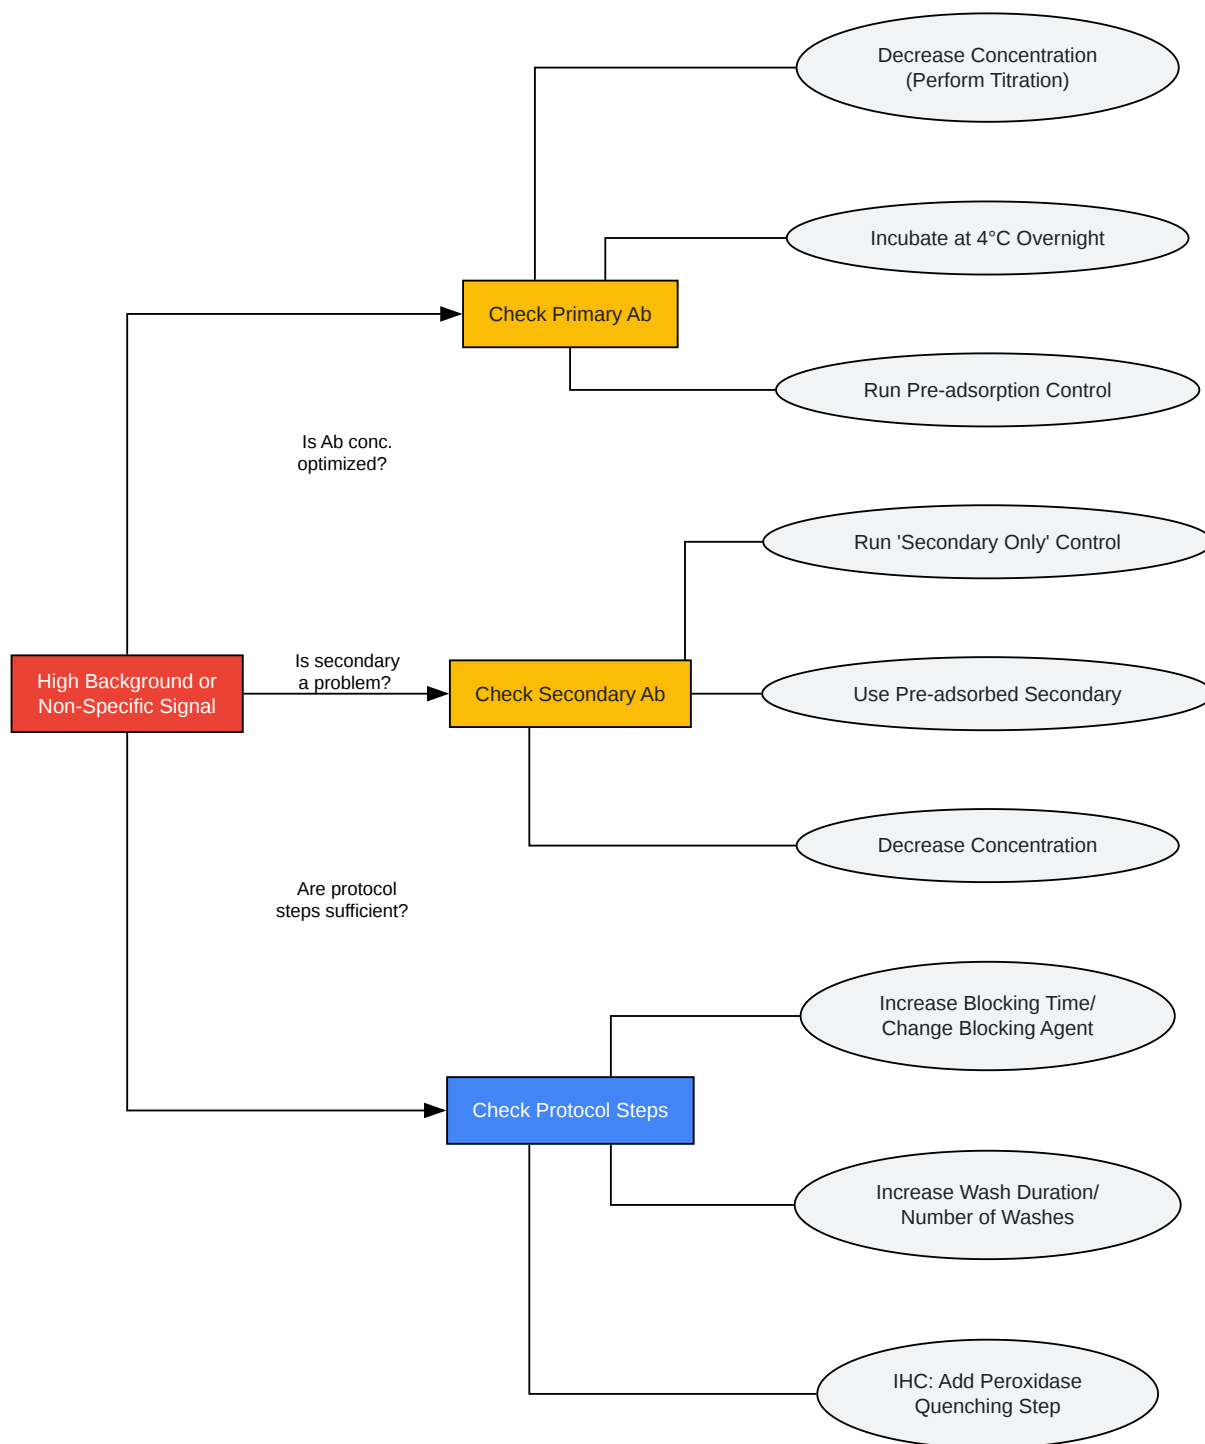 Decrease Concentration
(Perform Titration)
Incubate at 4°C Overnight
Check Primary Ab
Run Pre-adsorption Control
Is Ab conc.
optimized?
Run 'Secondary Only' Control
High Background or
Non-Specific Signal
Is secondary
a problem?
Check Secondary Ab
Use Pre-adsorbed Secondary
Decrease Concentration
Are protocol
steps sufficient?
Increase Blocking Time/
Change Blocking Agent
Check Protocol Steps
Increase Wash Duration/
Number of Washes
IHC: Add Peroxidase
Quenching Step